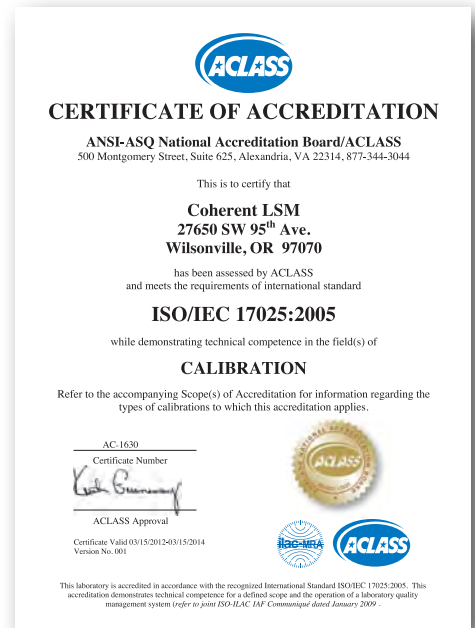 ACLASS
CERTIFICATE OF ACCREDITATION
ANSI-ASQ National Accreditation Board/ACLASS
500 Montgomery Street, Suite 625, Alexandria, VA 22314, 877-344-3044
This is to certify that
Coherent LSM
27650 SW 95th Ave.
Wilsonville, OR 97070
has been assessed by ACLASS
and meets the requirements of international standard
ISO/IEC 17025:2005
while demonstrating technical competence in the field(s) of
CALIBRATION
Refer to the accompanying Scope(s) of Accreditation for information regarding the
types of calibrations to which this accreditation applies.
AC-1630
Certificate Number
ACLASS Approval
Certificate Valid 03/15/2012-03/15/2014
Version No. 001
ACLASS
ilac-MRA
ACLASS
This laboratory is accredited in accordance with the recognized International Standard ISO/IEC 17025:2005. This
accreditation demonstrates technical competence for a defined scope and the operation of a laboratory quality
management system (refer to joint ISO-ILAC IAF Communiqué dated January 2009 .